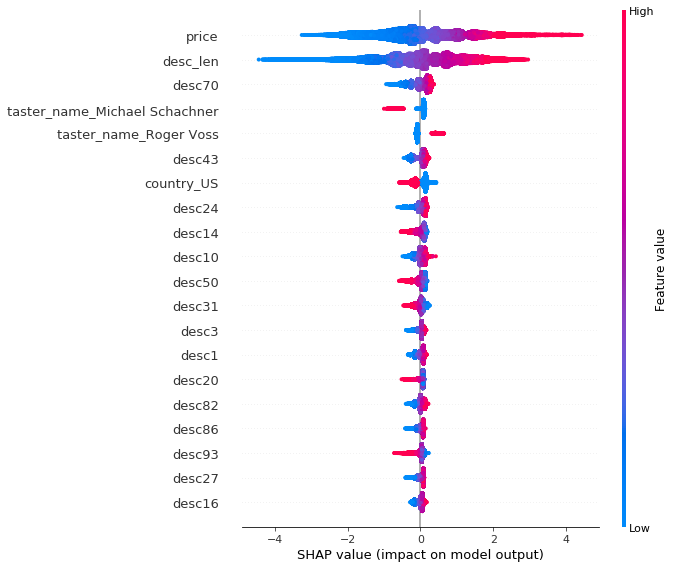 High
price
desc_len
desc70
taster_name_Michael Schachner
taster_name_Roger Voss
desc43
country_US
desc24
desc14
desc10
desc50
desc31
desc3
desc1
desc20
desc82
desc86
desc93
desc27
desc16
Feature value
Low
−4 −2 0 2 4
SHAP value (impact on model output)